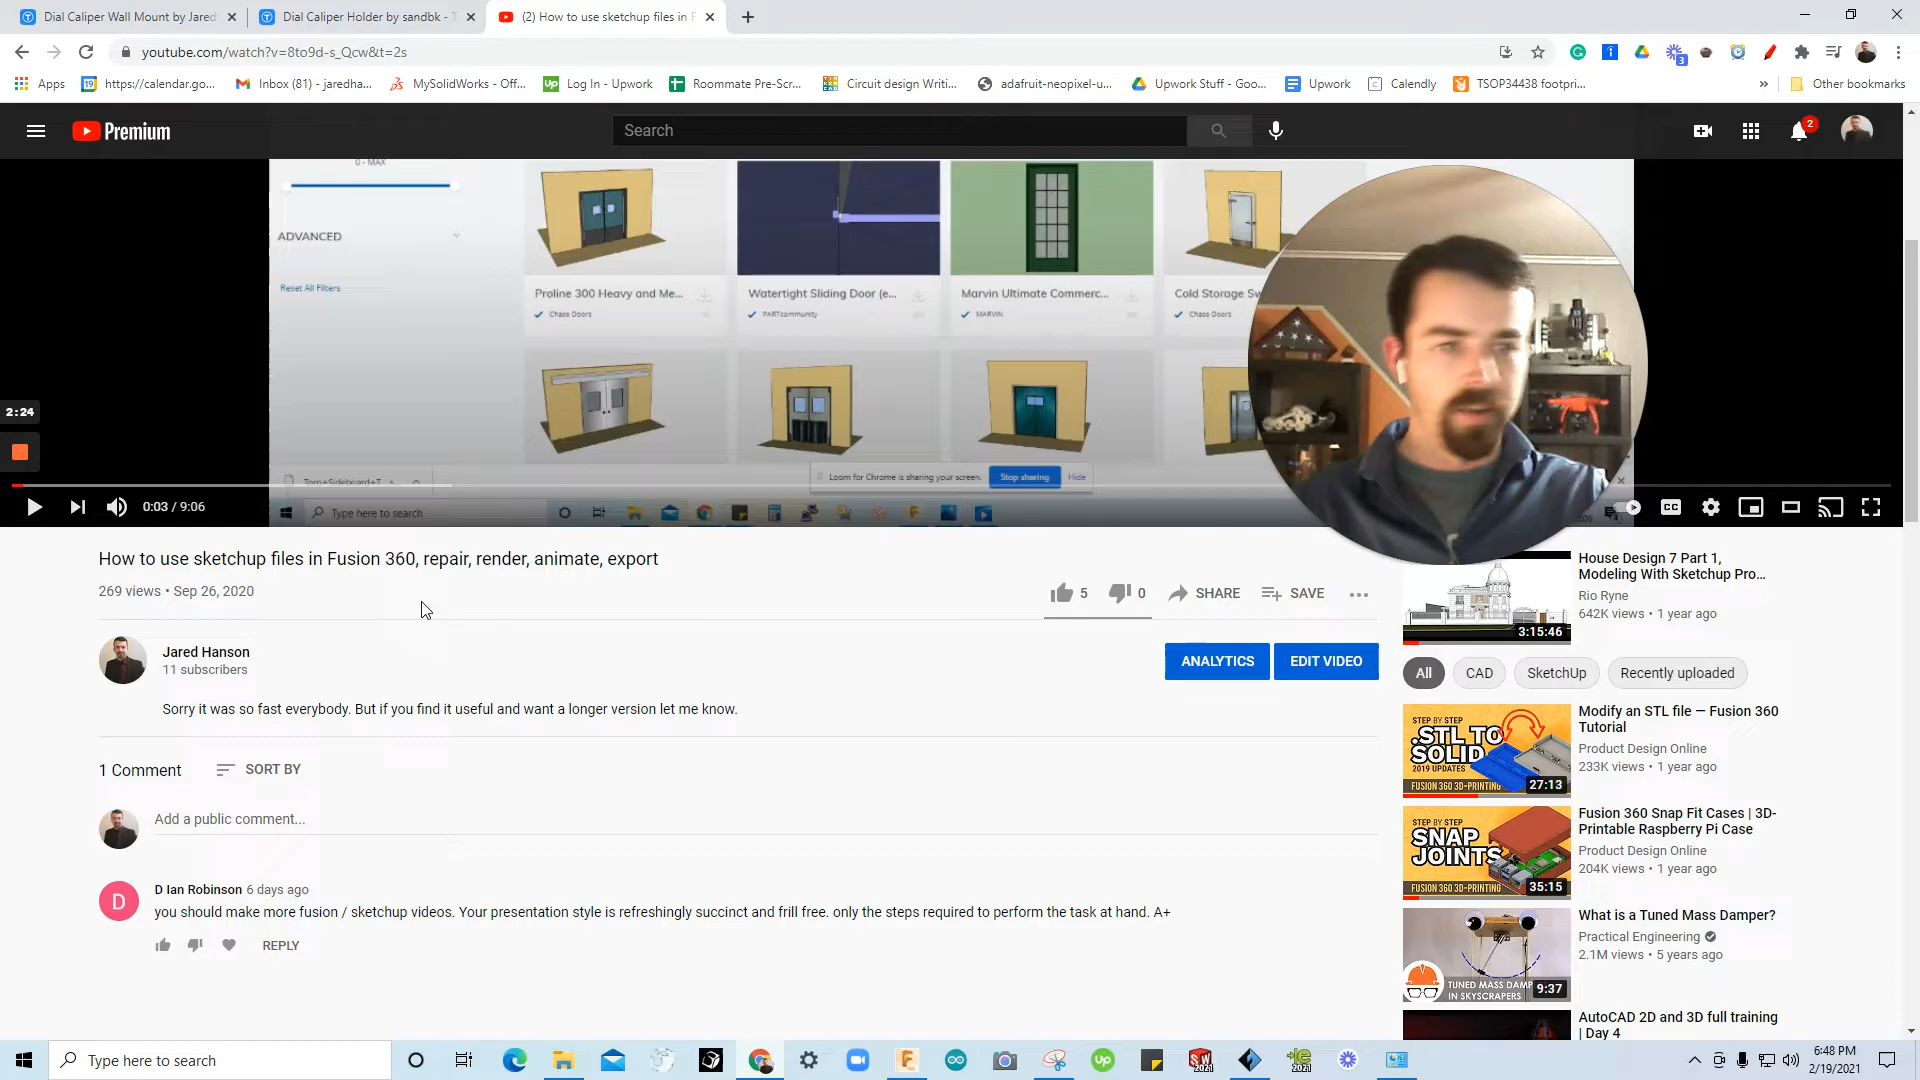 Dial Caliper Wall Mount by Jared
Dial Caliper Holder by sandbk - T
(2) How to use sketchup files in F
youtube.com/watch?v=8to9d-s_Qcw&t=2s
3
Apps
https://calendar.go...
Inbox (81) - jaredha...
MySolidWorks - Off...
Log In - Upwork
Roommate Pre-Scr...
Circuit design Writi...
adafruit-neopixel-u...
Upwork Stuff - Goo...
Upwork
Calendly
TSOP34438 footpri...
»
Other bookmarks
Premium
Search
2
0 - MAX
ADVANCED
Reset All Filters
Proline 300 Heavy and Me...
Chase Doors
Watertight Sliding Door (e...
PARTcommunity
Marvin Ultimate Commerc...
MARVIN
Cold Storage Sw
Chase Doors
2:24
Loom for Chrome is sharing your screen.
Stop sharing
Hide
Type here to search
0:03 / 9:06
CC
How to use sketchup files in Fusion 360, repair, render, animate, export
269 views • Sep 26, 2020
5
0
SHARE
SAVE
Jared Hanson
11 subscribers
ANALYTICS
EDIT VIDEO
Sorry it was so fast everybody. But if you find it useful and want a longer version let me know.
1 Comment
SORT BY
Add a public comment...
D
D Ian Robinson 6 days ago
you should make more fusion / sketchup videos. Your presentation style is refreshingly succinct and frill free. only the steps required to perform the task at hand. A+
REPLY
3:15:46
House Design 7 Part 1,
Modeling With Sketchup Pro...
Rio Ryne
642K views • 1 year ago
All
CAD
SketchUp
Recently uploaded
STEP BY STEP
.STL TO
SOLID
2019 UPDATES
FUSION 360 3D-PRINTING
27:13
Modify an STL file — Fusion 360
Tutorial
Product Design Online
233K views • 1 year ago
STEP BY STEP
SNAP
JOINTS
FUSION 360 3D-PRINTING
35:15
Fusion 360 Snap Fit Cases | 3D-
Printable Raspberry Pi Case
Product Design Online
204K views • 1 year ago
TUNED MASS DAMP
IN SKYSCRAPERS
9:37
What is a Tuned Mass Damper?
Practical Engineering
2.1M views • 5 years ago
AutoCAD 2D and 3D full training
| Day 4
Type here to search
6:48 PM
2/19/2021